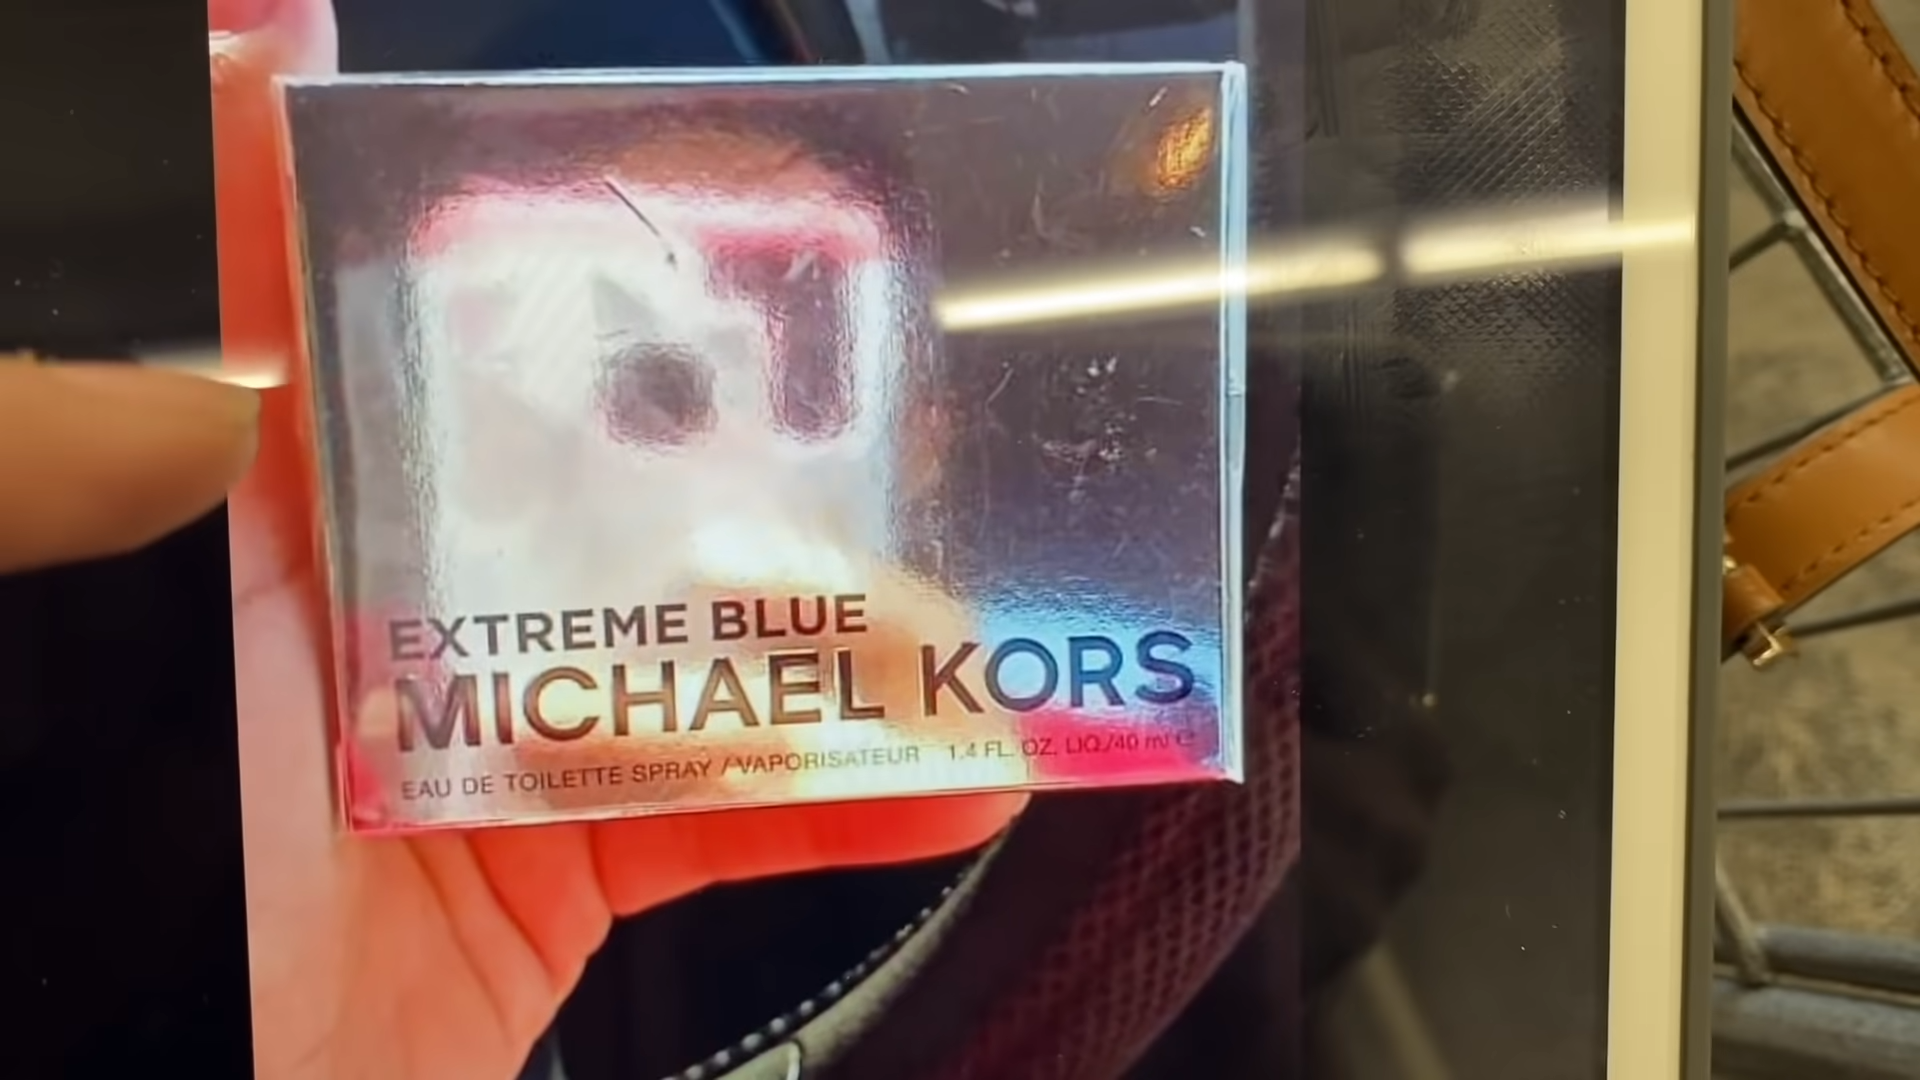 EXTREME BLUE
MICHAEL KORS
EAU DE TOILETTE SPRAY / VAPORISATEUR 1.4 FL. OZ. LIQ./40 ml e